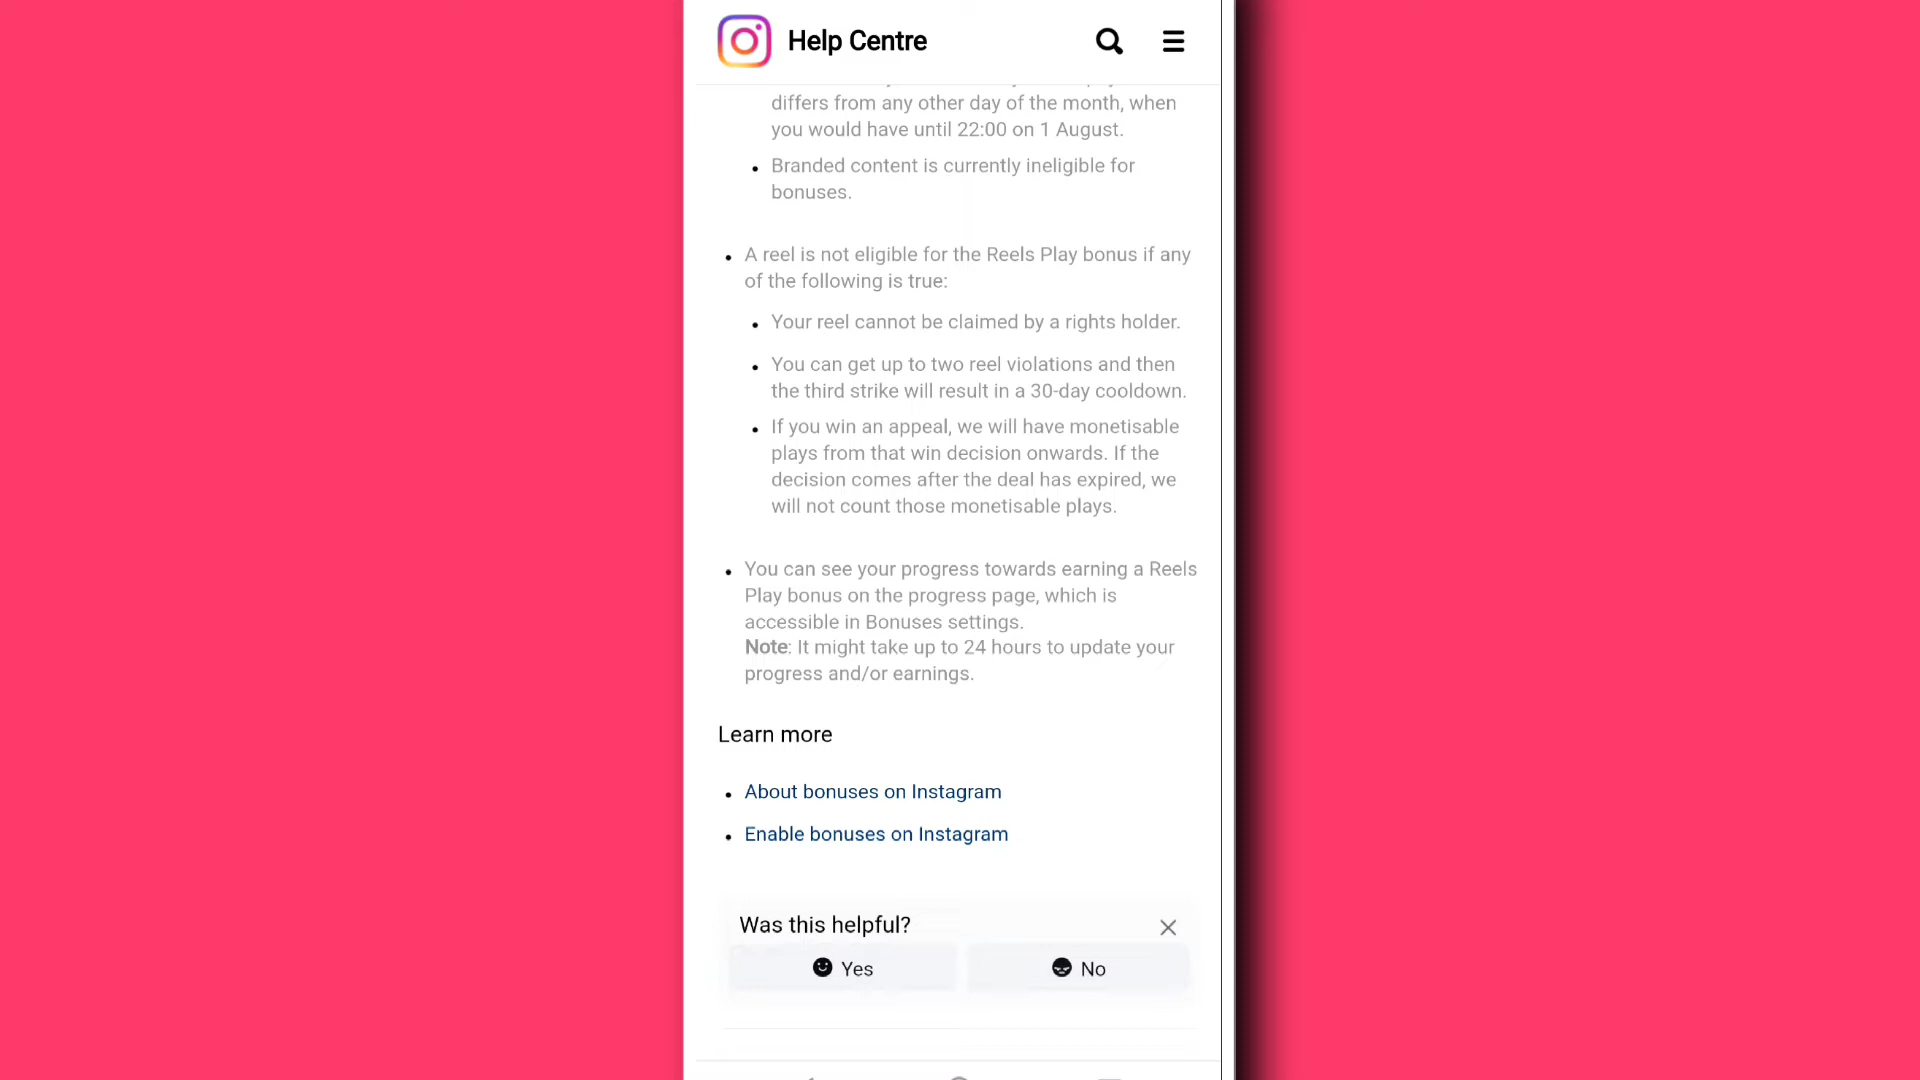 Help Centre
differs from any other day of the month, when
you would have until 22:00 on 1 August.
Branded content is currently ineligible for
bonuses.
A reel is not eligible for the Reels Play bonus if any
of the following is true:
Your reel cannot be claimed by a rights holder.
You can get up to two reel violations and then
the third strike will result in a 30-day cooldown.
If you win an appeal, we will have monetisable
plays from that win decision onwards. If the
decision comes after the deal has expired, we
will not count those monetisable plays.
You can see your progress towards earning a Reels
Play bonus on the progress page, which is
accessible in Bonuses settings.
Note: It might take up to 24 hours to update your
progress and/or earnings.
Learn more
About bonuses on Instagram
Enable bonuses on Instagram
Was this helpful?
Yes
No